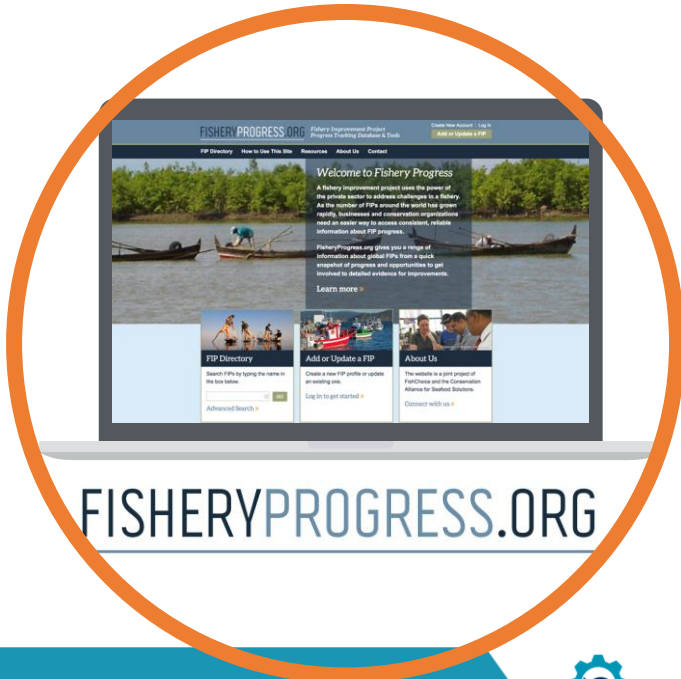 FISHERYPROGRESS.ORG
Fishery Improvement Project
Progress Tracking Database & Tools
Create New Account | Log In
Add or Update a FIP
FIP Directory How to Use This Site Resources About Us Contact
Welcome to Fishery Progress
A fishery improvement project uses the power of
the private sector to address challenges in a fishery.
As the number of FIPs around the world has grown
rapidly, businesses and conservation organizations
need an easier way to access consistent, reliable
information about FIP progress.
FisheryProgress.org gives you a range of
information about global FIPs from a quick
snapshot of progress and opportunities to get
involved to detailed evidence for improvements.
Learn more »
FIP Directory
Search FIPs by typing the name in
the box below.
GO
Advanced Search »
Add or Update a FIP
Create a new FIP profile or update
an existing one.
Log in to get started »
About Us
The website is a joint project of
FishChoice and the Conservation
Alliance for Seafood Solutions.
Connect with us »
FISHERYPROGRESS.ORG